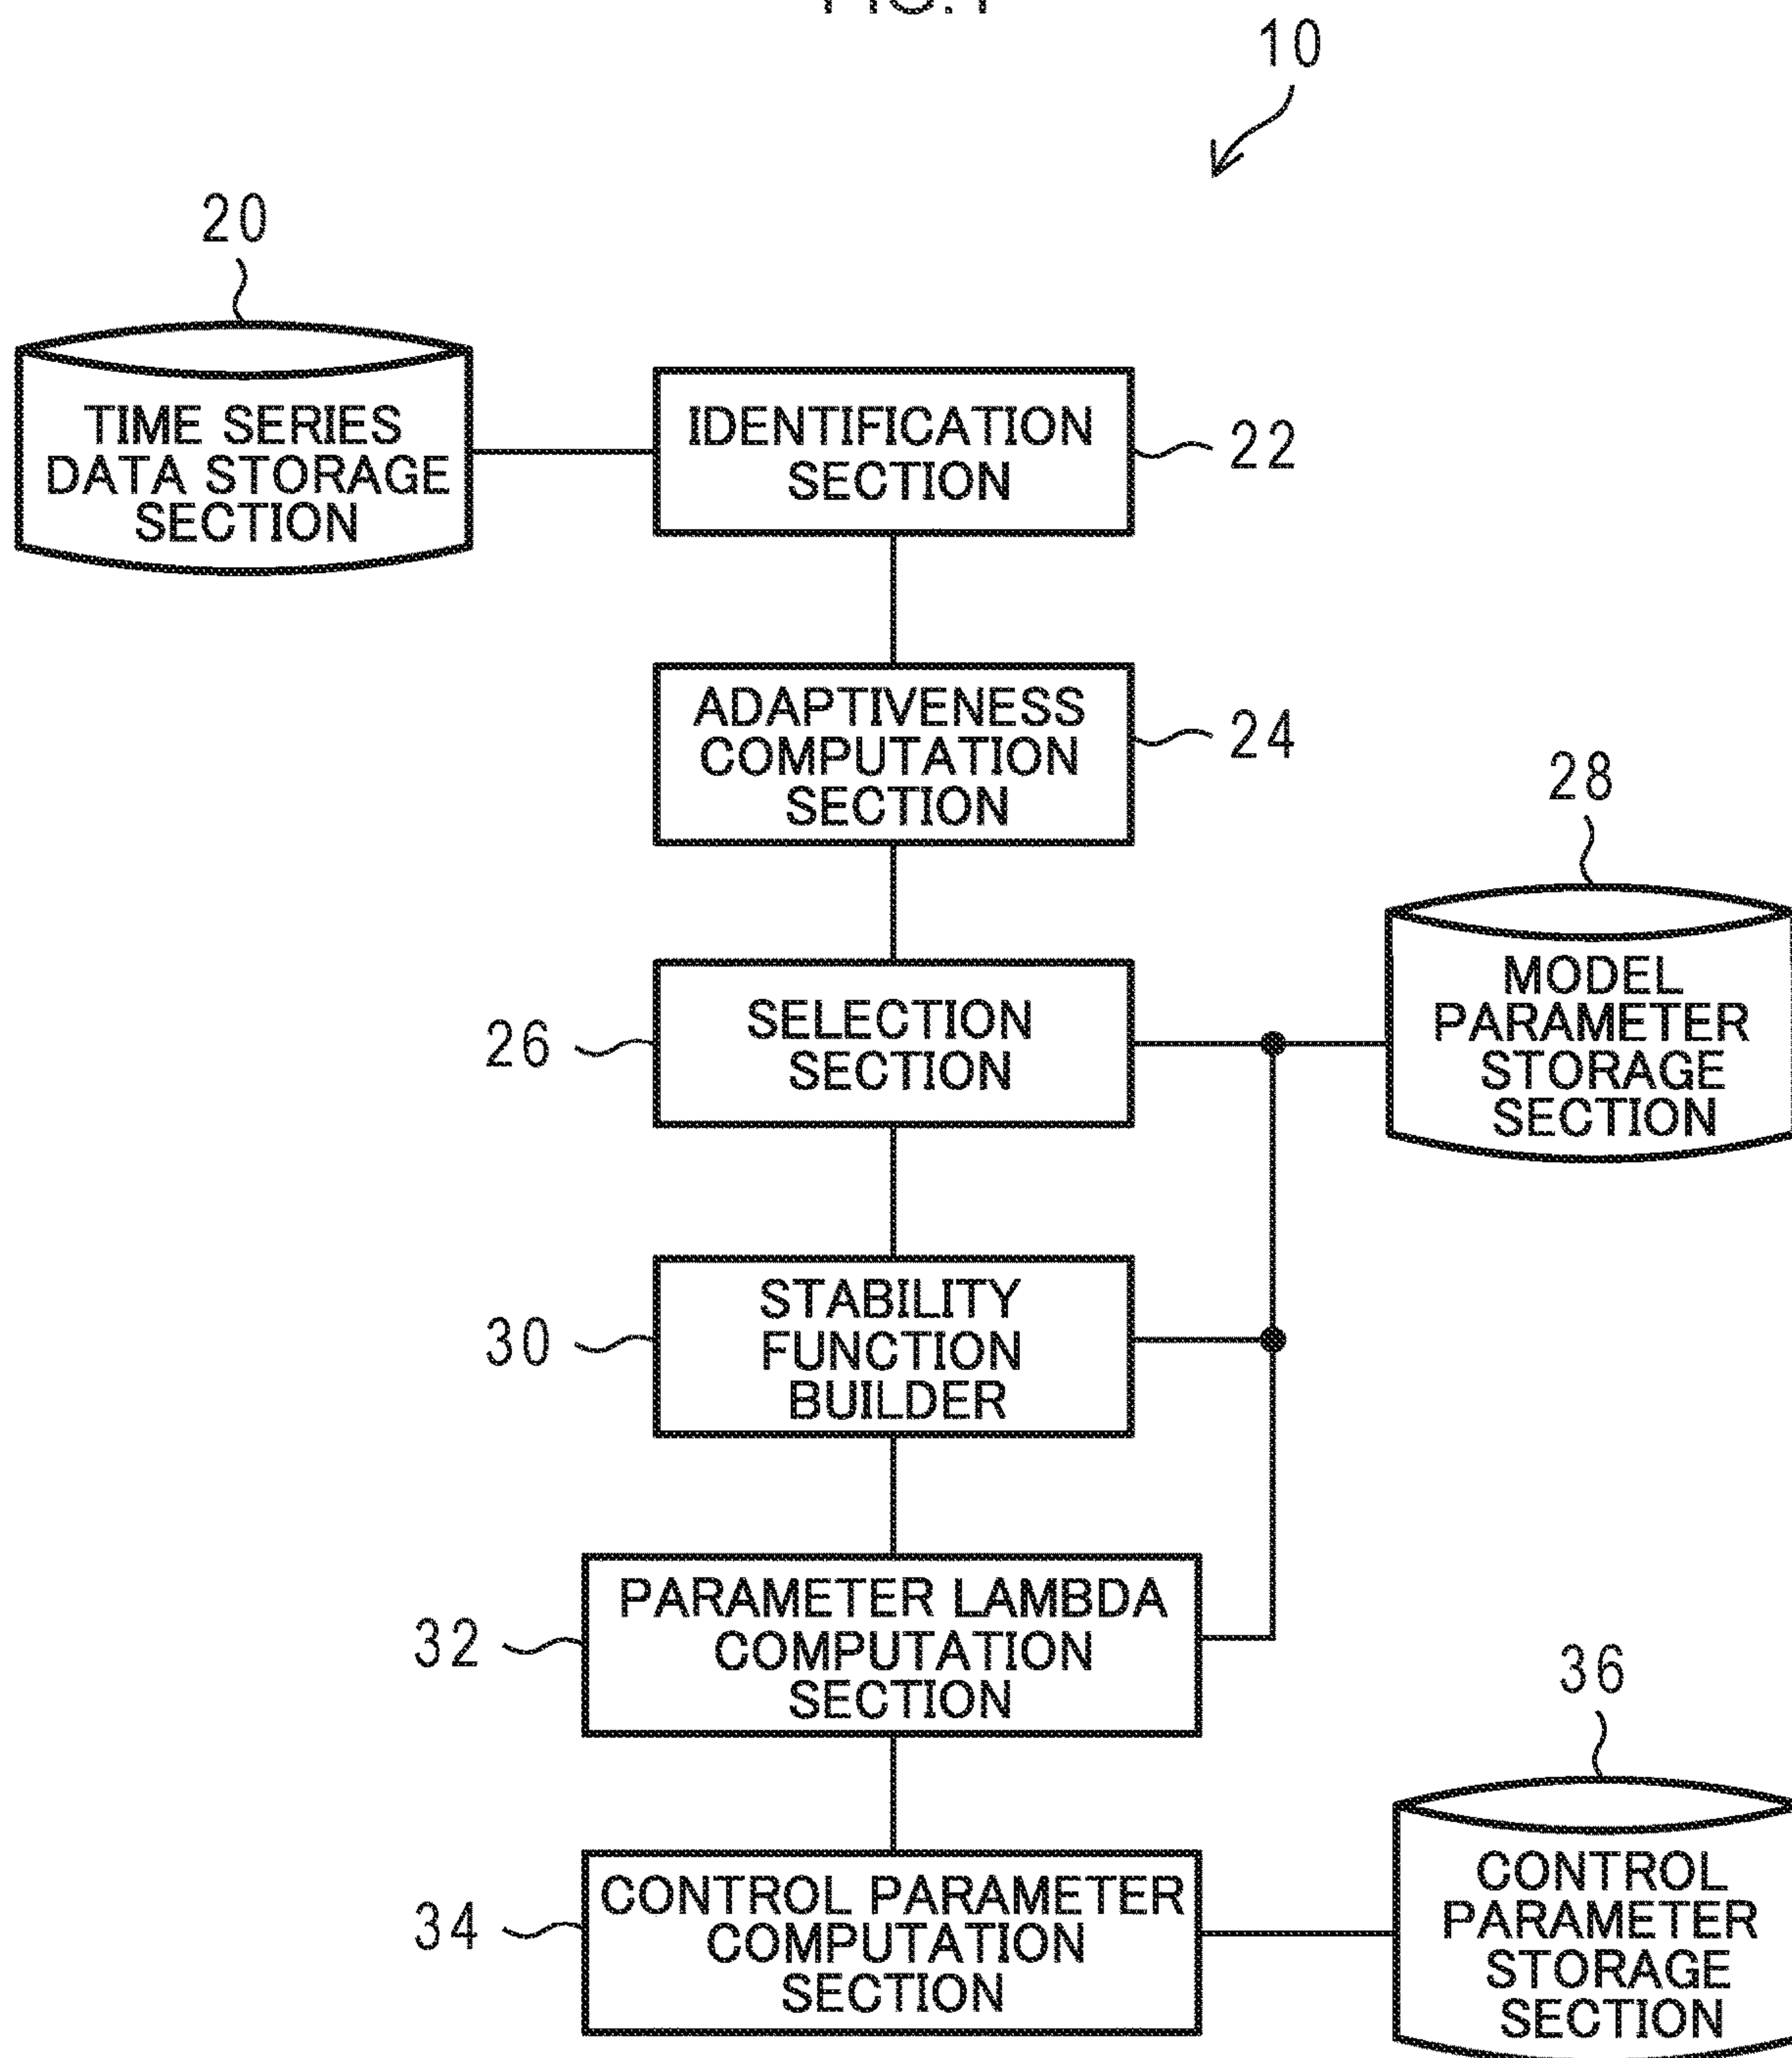 10
20
TIME SERIES
DATA STORAGE
SECTION
IDENTIFICATION
SECTION
22
ADAPTIVENESS
COMPUTATION
SECTION
24
28
MODEL
PARAMETER
STORAGE
SECTION
26
SELECTION
SECTION
30
STABILITY
FUNCTION
BUILDER
32
PARAMETER LAMBDA
COMPUTATION
SECTION
36
34
CONTROL PARAMETER
COMPUTATION
SECTION
CONTROL
PARAMETER
STORAGE
SECTION